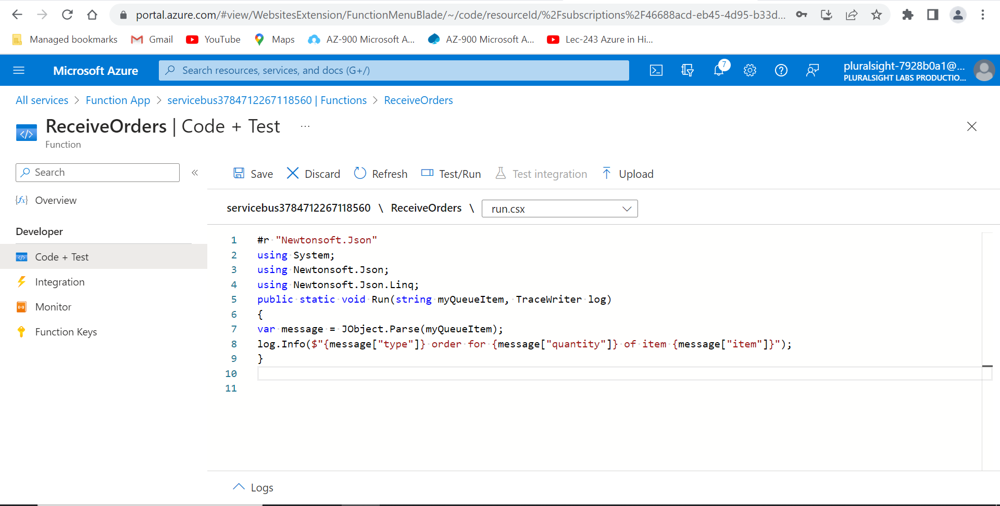 portal.azure.com/#view/WebsitesExtension/FunctionMenuBlade/~/code/resourceId/%2Fsubscriptions%2F46688acd-eb45-4d95-b33d...
Managed bookmarks Gmail YouTube Maps AZ-900 Microsoft A... AZ-900 Microsoft A... Lec-243 Azure in Hi...
Microsoft Azure Search resources, services, and docs (G+/) 7 pluralsight-7928b0a1@...
PLURALSIGHT LABS PRODUCTIO...
All services > Function App > servicebus3784712267118560 | Functions > ReceiveOrders
ReceiveOrders | Code + Test ...
Function
Search « Save Discard Refresh Test/Run Test integration Upload
Overview
servicebus3784712267118560 \ ReceiveOrders \ run.csx
Developer
Code + Test
Integration
Monitor
Function Keys
1 #r "Newtonsoft.Json"
2 using System;
3 using Newtonsoft.Json;
4 using Newtonsoft.Json.Linq;
5 public static void Run(string myQueueItem, TraceWriter log)
6 {
7 var message = JObject.Parse(myQueueItem);
8 log.Info($"{message["type"]} order for {message["quantity"]} of item {message["item"]}");
9 }
10
11
Logs